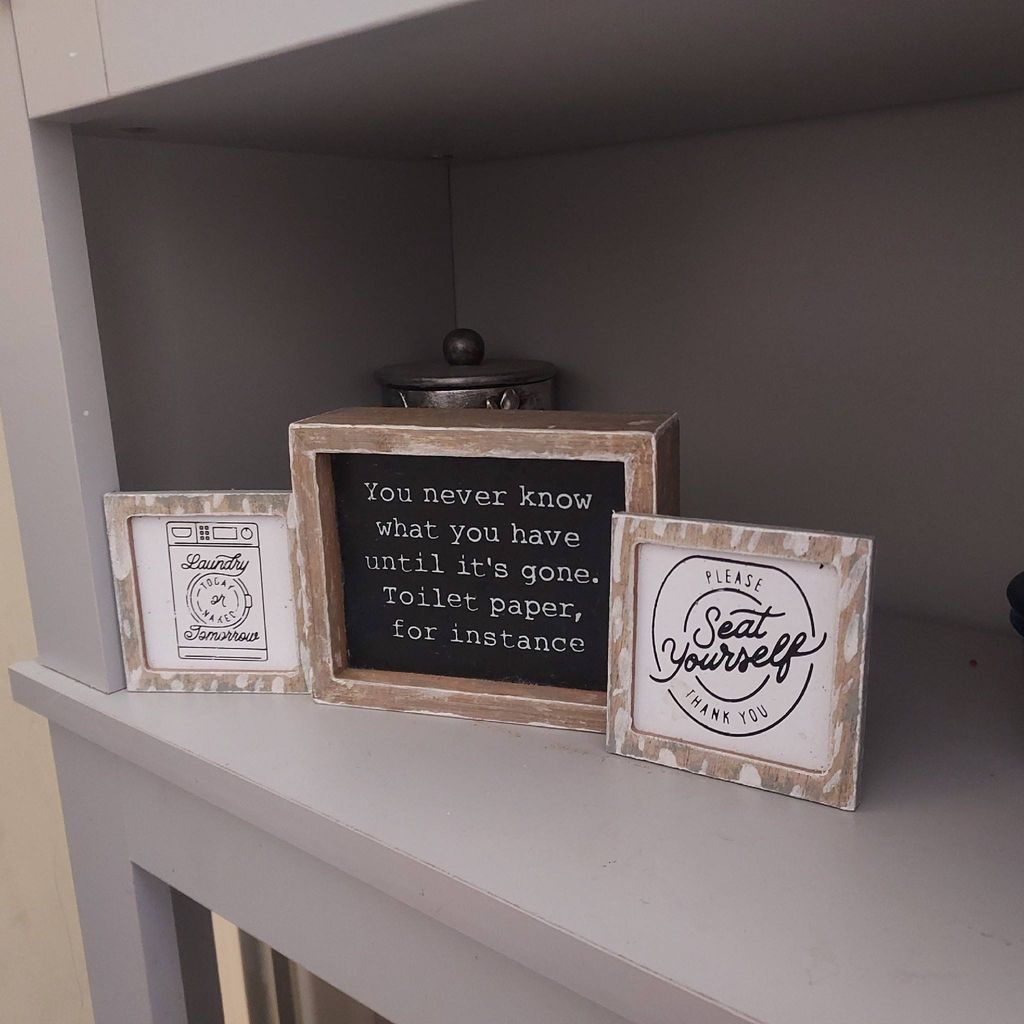 Laundry
TODAY
or
NAKED
Tomorrow
You never know
what you have
until it's gone.
Toilet paper,
for instance
PLEASE
Seat
Yourself
THANK YOU